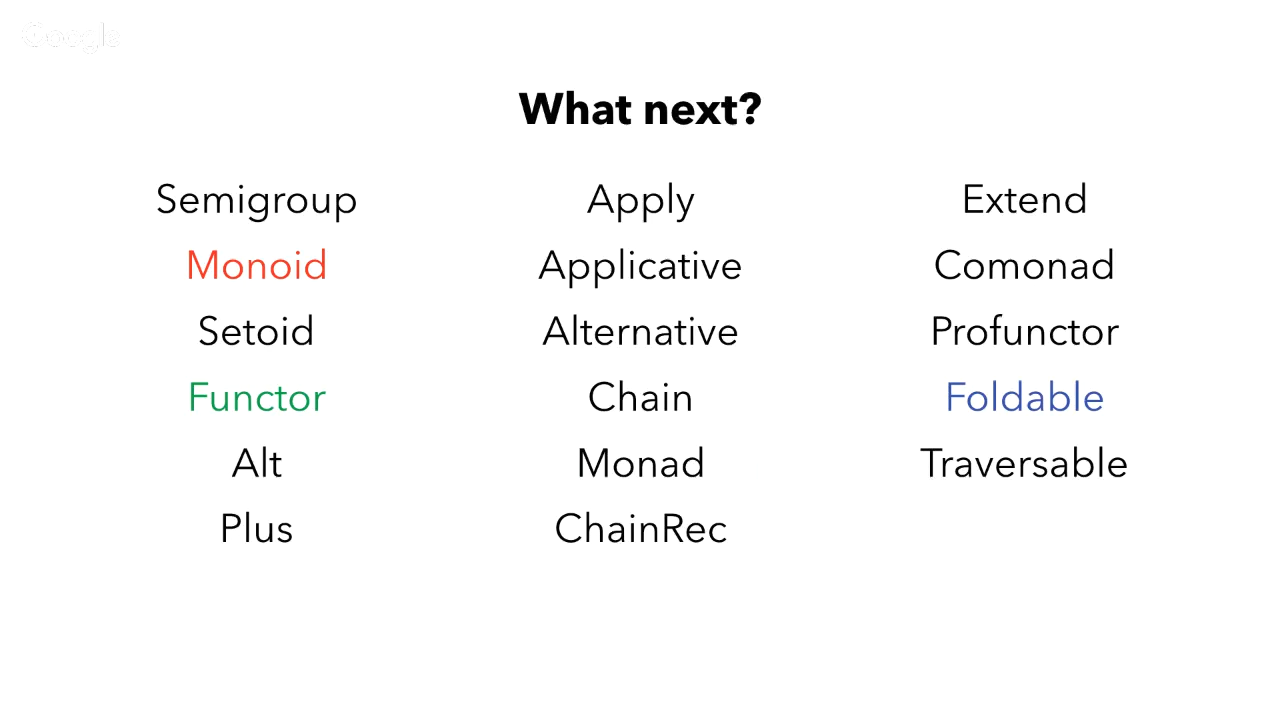 Google
What next?
Semigroup
Monoid
Setoid
Functor
Alt
Plus
Apply
Applicative
Alternative
Chain
Monad
ChainRec
Extend
Comonad
Profunctor
Foldable
Traversable